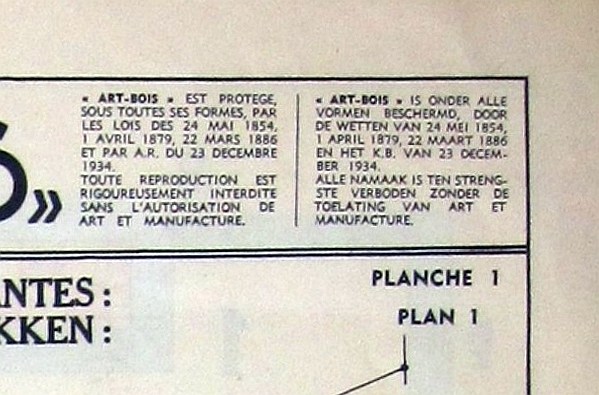 « ART-BOIS » EST PROTEGE,
SOUS TOUTES SES FORMES, PAR
LES LOIS DES 24 MAI 1854,
1 AVRIL 1879, 22 MARS 1886
ET PAR A.R. DU 23 DECEMBRE
1934.
TOUTE REPRODUCTION EST
RIGOUREUSEMENT INTERDITE
SANS L'AUTORISATION DE
ART ET MANUFACTURE.
« ART-BOIS » IS ONDER ALLE
VORMEN BESCHERMD, DOOR
DE WETTEN VAN 24 MEI 1854,
1 APRIL 1879, 22 MAART 1886
EN HET K.B. VAN 23 DECEM-
BER 1934.
ALLE NAMAAK IS TEN STRENG-
STE VERBODEN ZONDER DE
TOELATING VAN ART ET
MANUFACTURE.
»
NTES :
KKEN :
PLANCHE 1
PLAN 1